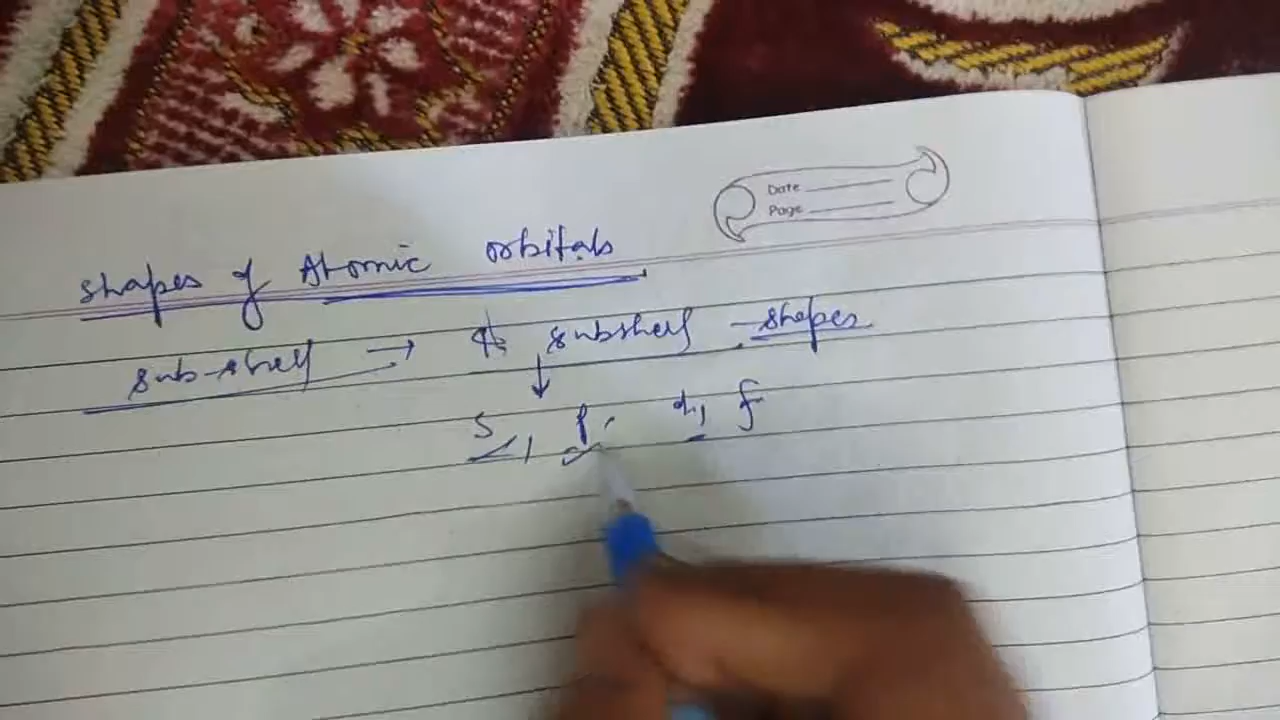 Date
Page
shapes of Atomic orbitals
sub-shell → subshell - shapes
s, p, d, f